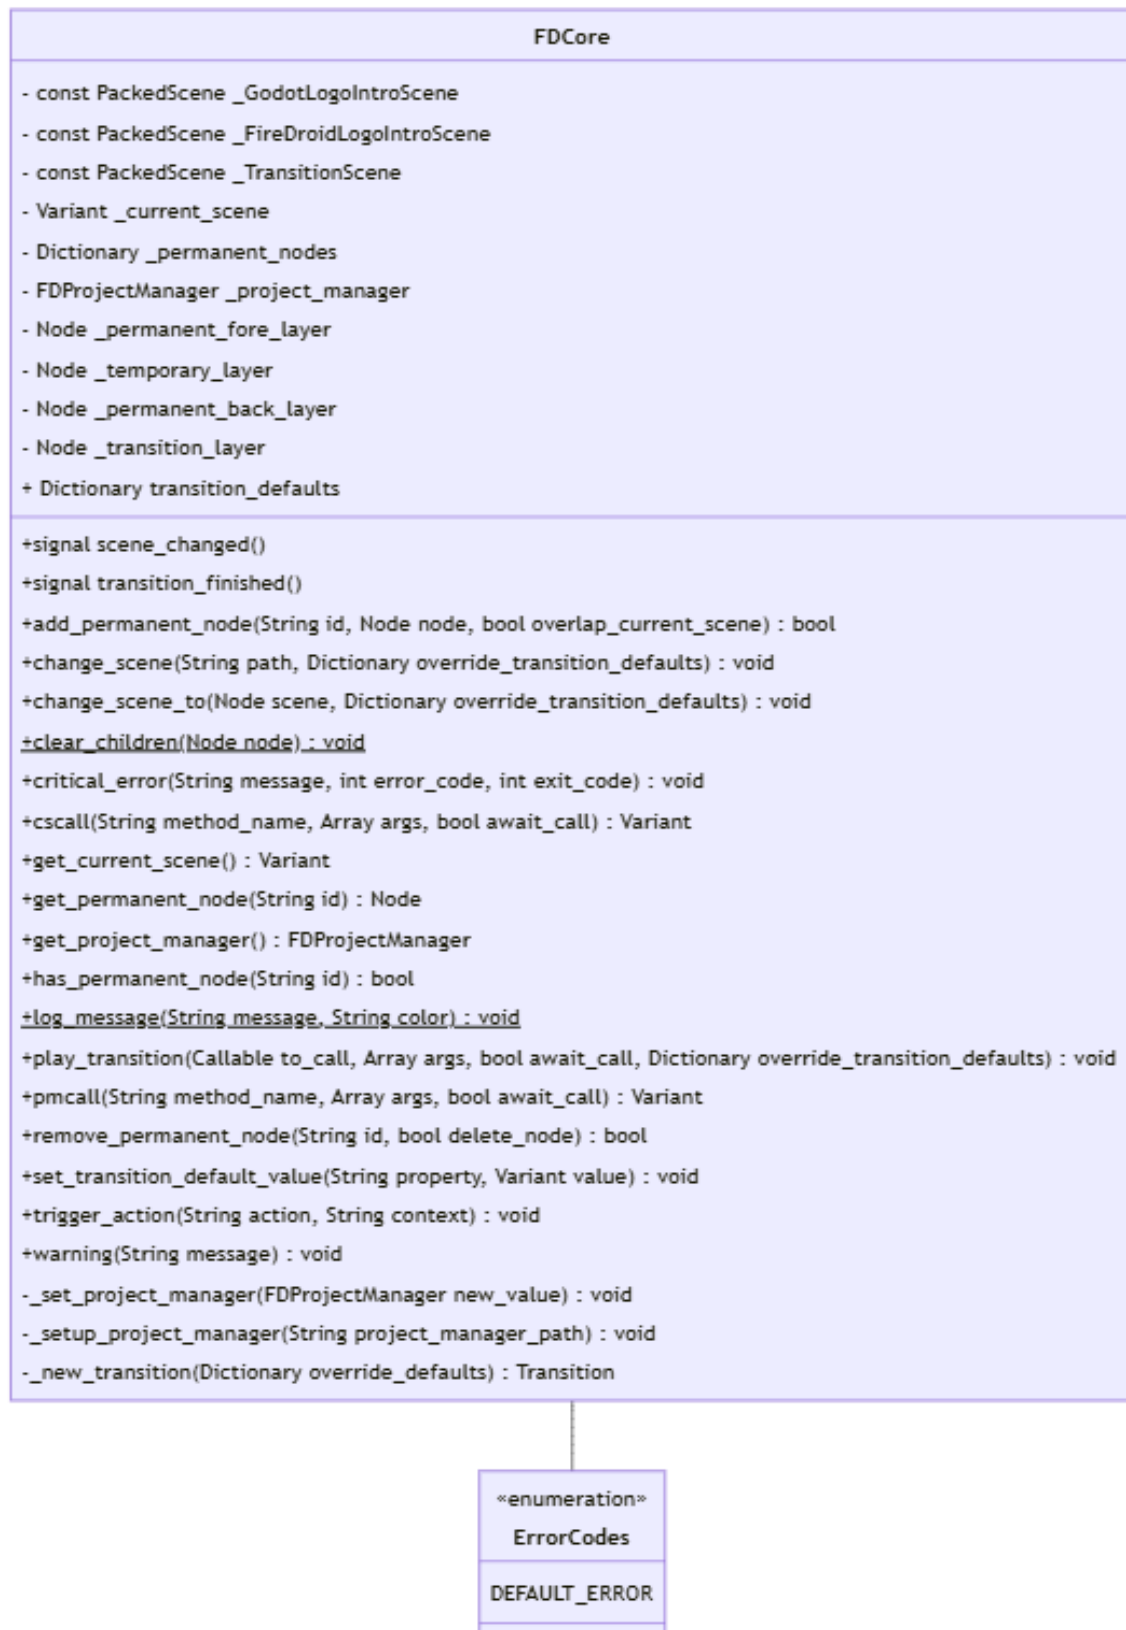 FDCore
- const PackedScene _GodotLogoIntroScene
- const PackedScene _FireDroidLogoIntroScene
- const PackedScene _TransitionScene
- Variant _current_scene
- Dictionary _permanent_nodes
- FDProjectManager _project_manager
- Node _permanent_fore_layer
- Node _temporary_layer
- Node _permanent_back_layer
- Node _transition_layer
+ Dictionary transition_defaults
+signal scene_changed()
+signal transition_finished()
+add_permanent_node(String id, Node node, bool overlap_current_scene) : bool
+change_scene(String path, Dictionary override_transition_defaults) : void
+change_scene_to(Node scene, Dictionary override_transition_defaults) : void
+clear_children(Node node) : void
+critical_error(String message, int error_code, int exit_code) : void
+cscall(String method_name, Array args, bool await_call) : Variant
+get_current_scene() : Variant
+get_permanent_node(String id) : Node
+get_project_manager() : FDProjectManager
+has_permanent_node(String id) : bool
+log_message(String message, String color) : void
+play_transition(Callable to_call, Array args, bool await_call, Dictionary override_transition_defaults) : void
+pmcall(String method_name, Array args, bool await_call) : Variant
+remove_permanent_node(String id, bool delete_node) : bool
+set_transition_default_value(String property, Variant value) : void
+trigger_action(String action, String context) : void
+warning(String message) : void
-_set_project_manager(FDProjectManager new_value) : void
-_setup_project_manager(String project_manager_path) : void
-_new_transition(Dictionary override_defaults) : Transition
«enumeration»
ErrorCodes
DEFAULT_ERROR